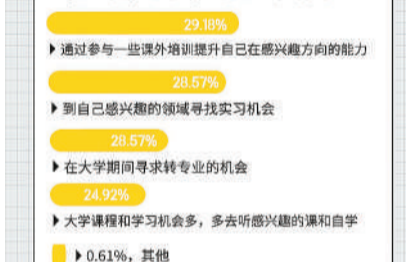 29.18%
▶ 通过参与一些课外培训提升自己在感兴趣方向的能力
28.57%
▶ 到自己感兴趣的领域寻找实习机会
28.57%
▶ 在大学期间寻求转专业的机会
24.92%
▶ 大学课程和学习机会多，多去听感兴趣的课和自学
▶ 0.61%，其他